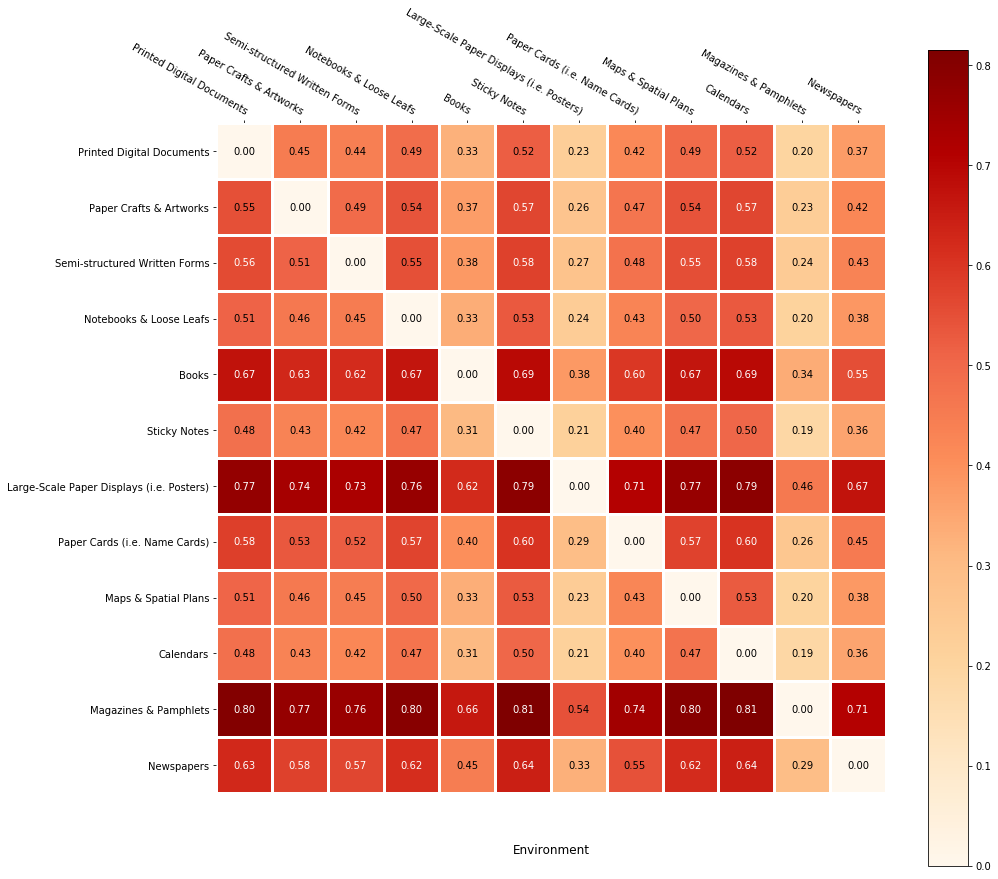 Printed Digital Documents
Paper Crafts & Artworks
Semi-structured Written Forms
Notebooks & Loose Leafs
Books
Sticky Notes
Large-Scale Paper Displays (i.e. Posters)
Paper Cards (i.e. Name Cards)
Maps & Spatial Plans
Calendars
Magazines & Pamphlets
Newspapers
Printed Digital Documents 0.00 0.45 0.44 0.49 0.33 0.52 0.23 0.42 0.49 0.52 0.20 0.37
Paper Crafts & Artworks 0.55 0.00 0.49 0.54 0.37 0.57 0.26 0.47 0.54 0.57 0.23 0.42
Semi-structured Written Forms 0.56 0.51 0.00 0.55 0.38 0.58 0.27 0.48 0.55 0.58 0.24 0.43
Notebooks & Loose Leafs 0.51 0.46 0.45 0.00 0.33 0.53 0.24 0.43 0.50 0.53 0.20 0.38
Books 0.67 0.63 0.62 0.67 0.00 0.69 0.38 0.60 0.67 0.69 0.34 0.55
Sticky Notes 0.48 0.43 0.42 0.47 0.31 0.00 0.21 0.40 0.47 0.50 0.19 0.36
Large-Scale Paper Displays (i.e. Posters) 0.77 0.74 0.73 0.76 0.62 0.79 0.00 0.71 0.77 0.79 0.46 0.67
Paper Cards (i.e. Name Cards) 0.58 0.53 0.52 0.57 0.40 0.60 0.29 0.00 0.57 0.60 0.26 0.45
Maps & Spatial Plans 0.51 0.46 0.45 0.50 0.33 0.53 0.23 0.43 0.00 0.53 0.20 0.38
Calendars 0.48 0.43 0.42 0.47 0.31 0.50 0.21 0.40 0.47 0.00 0.19 0.36
Magazines & Pamphlets 0.80 0.77 0.76 0.80 0.66 0.81 0.54 0.74 0.80 0.81 0.00 0.71
Newspapers 0.63 0.58 0.57 0.62 0.45 0.64 0.33 0.55 0.62 0.64 0.29 0.00
Environment
0.8
0.7
0.6
0.5
0.4
0.3
0.2
0.1
0.0